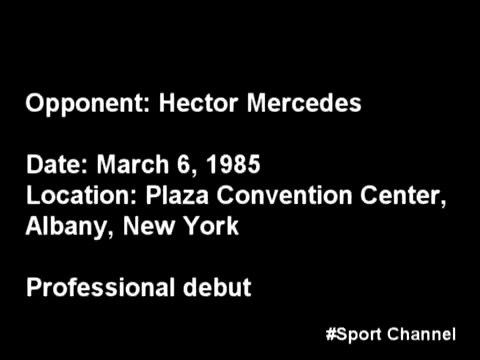 Opponent: Hector Mercedes
Date: March 6, 1985
Location: Plaza Convention Center,
Albany, New York
Professional debut
#Sport Channel